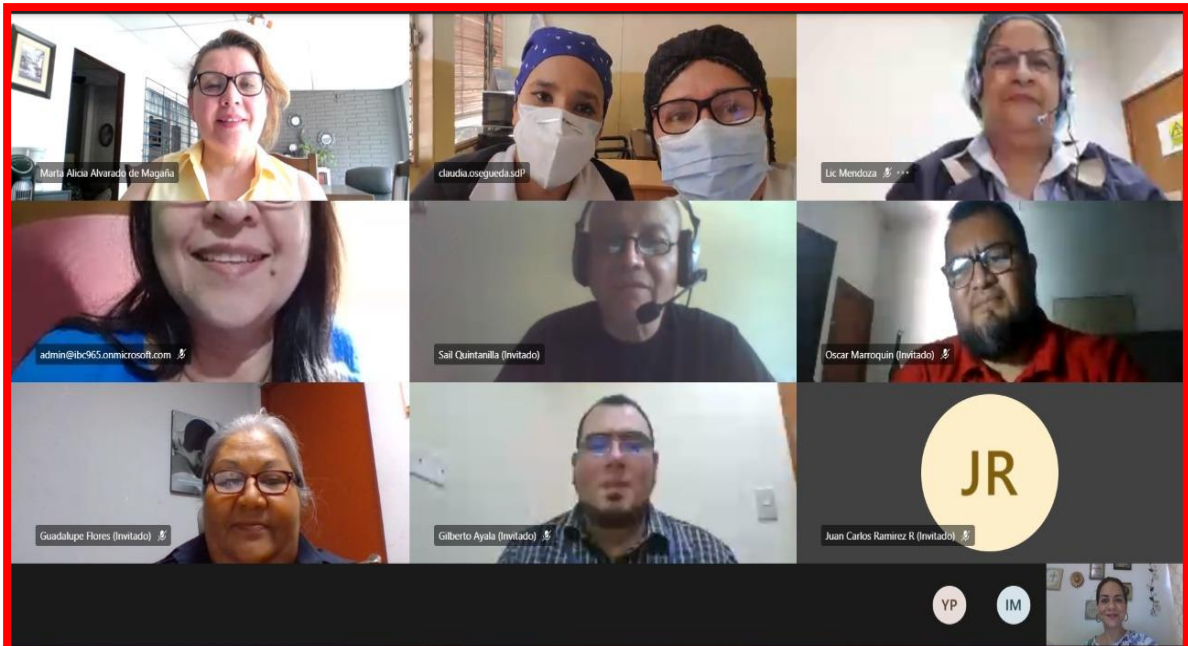 Marta Alicia Alvarado de Magaña
claudia.osegueda.sdP
Lic Mendoza
admin@ibc965.onmicrosoft.com
Sail Quintanilla (Invitado)
Oscar Marroquin (Invitado)
Guadalupe Flores (Invitado)
Gilberto Ayala (Invitado)
JR
Juan Carlos Ramirez R (Invitado)
YP
IM